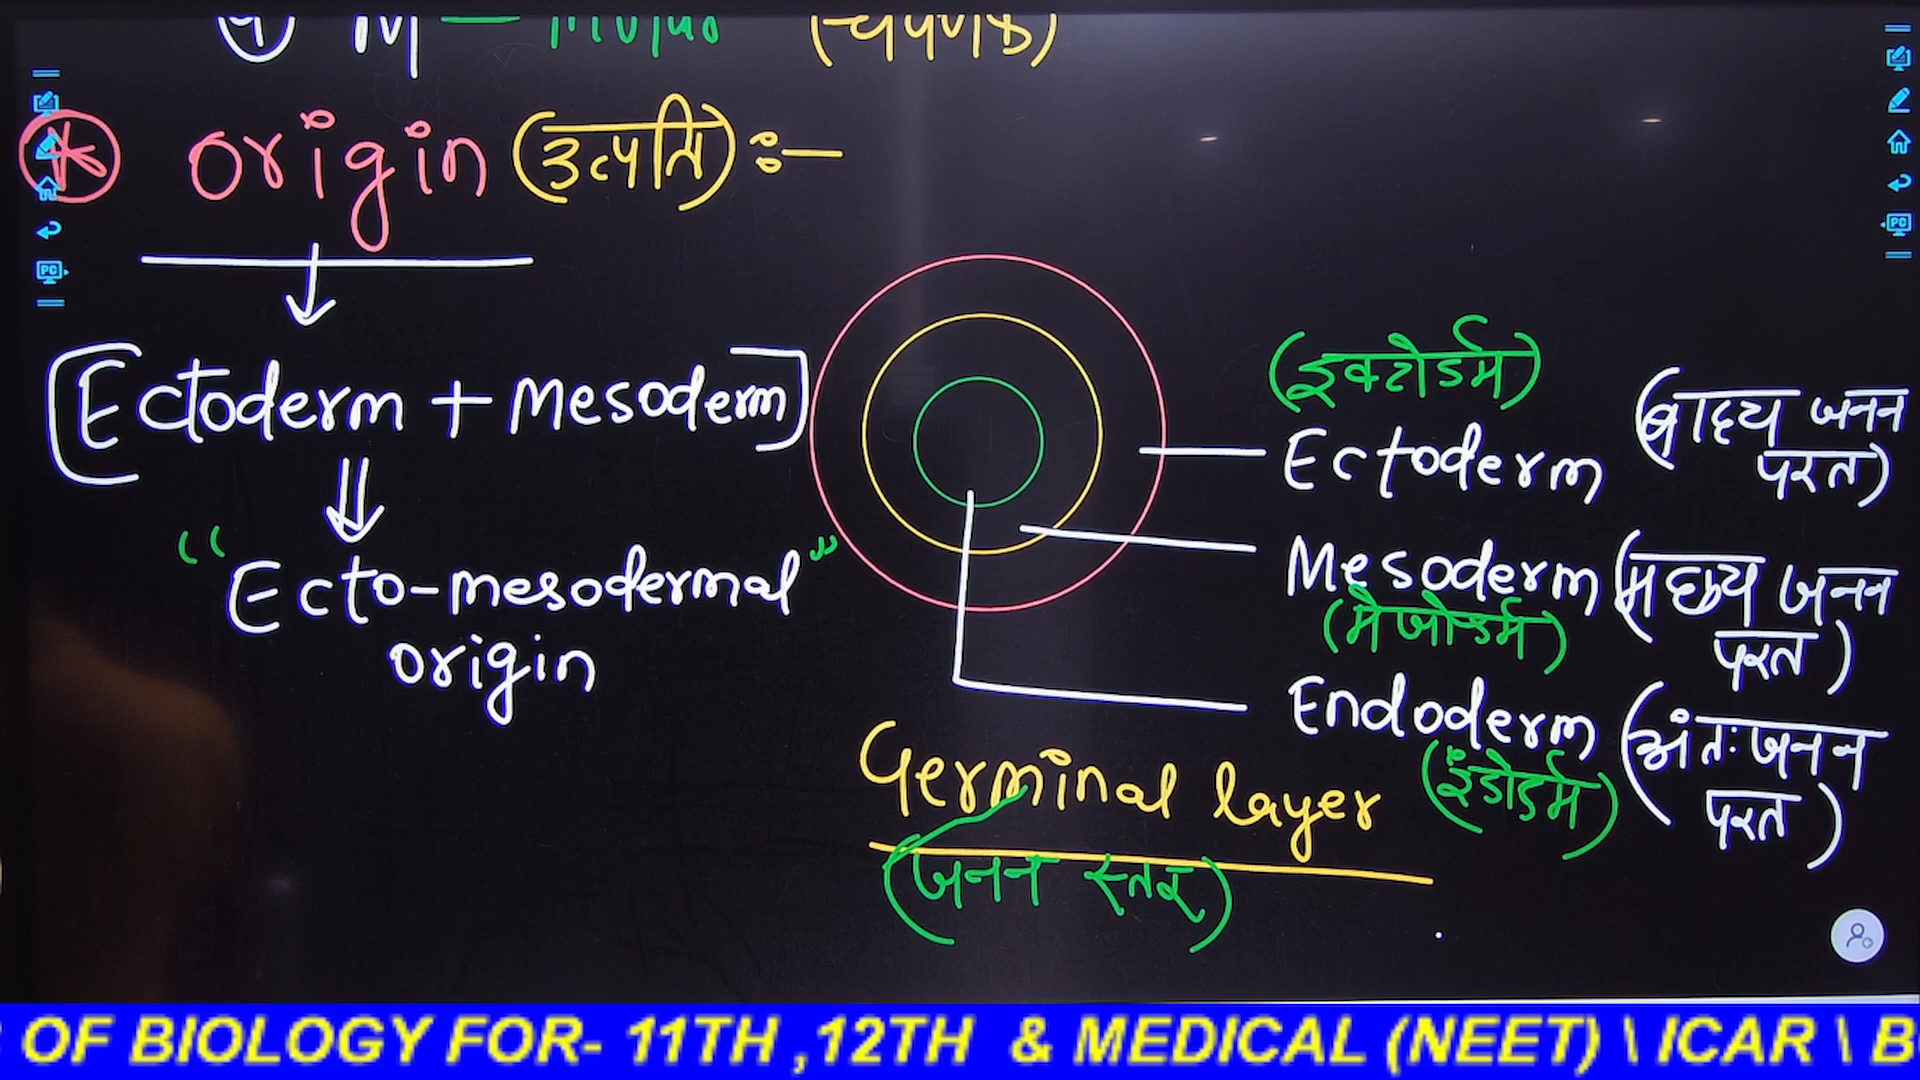 * origin (उत्पत्ति) :-
[Ectoderm + Mesoderm]
"Ecto-mesodermal"
origin
(इक्टोडर्म)
Ectoderm (बाह्य जनन
परत)
Mesoderm (मध्य जनन
परत)
(मेजोडर्म)
Endoderm (अंतः जनन
परत)
(इंडोडर्म)
Germinal layer
(जनन स्तर)
OF BIOLOGY FOR- 11TH ,12TH & MEDICAL (NEET) \ ICAR \ B